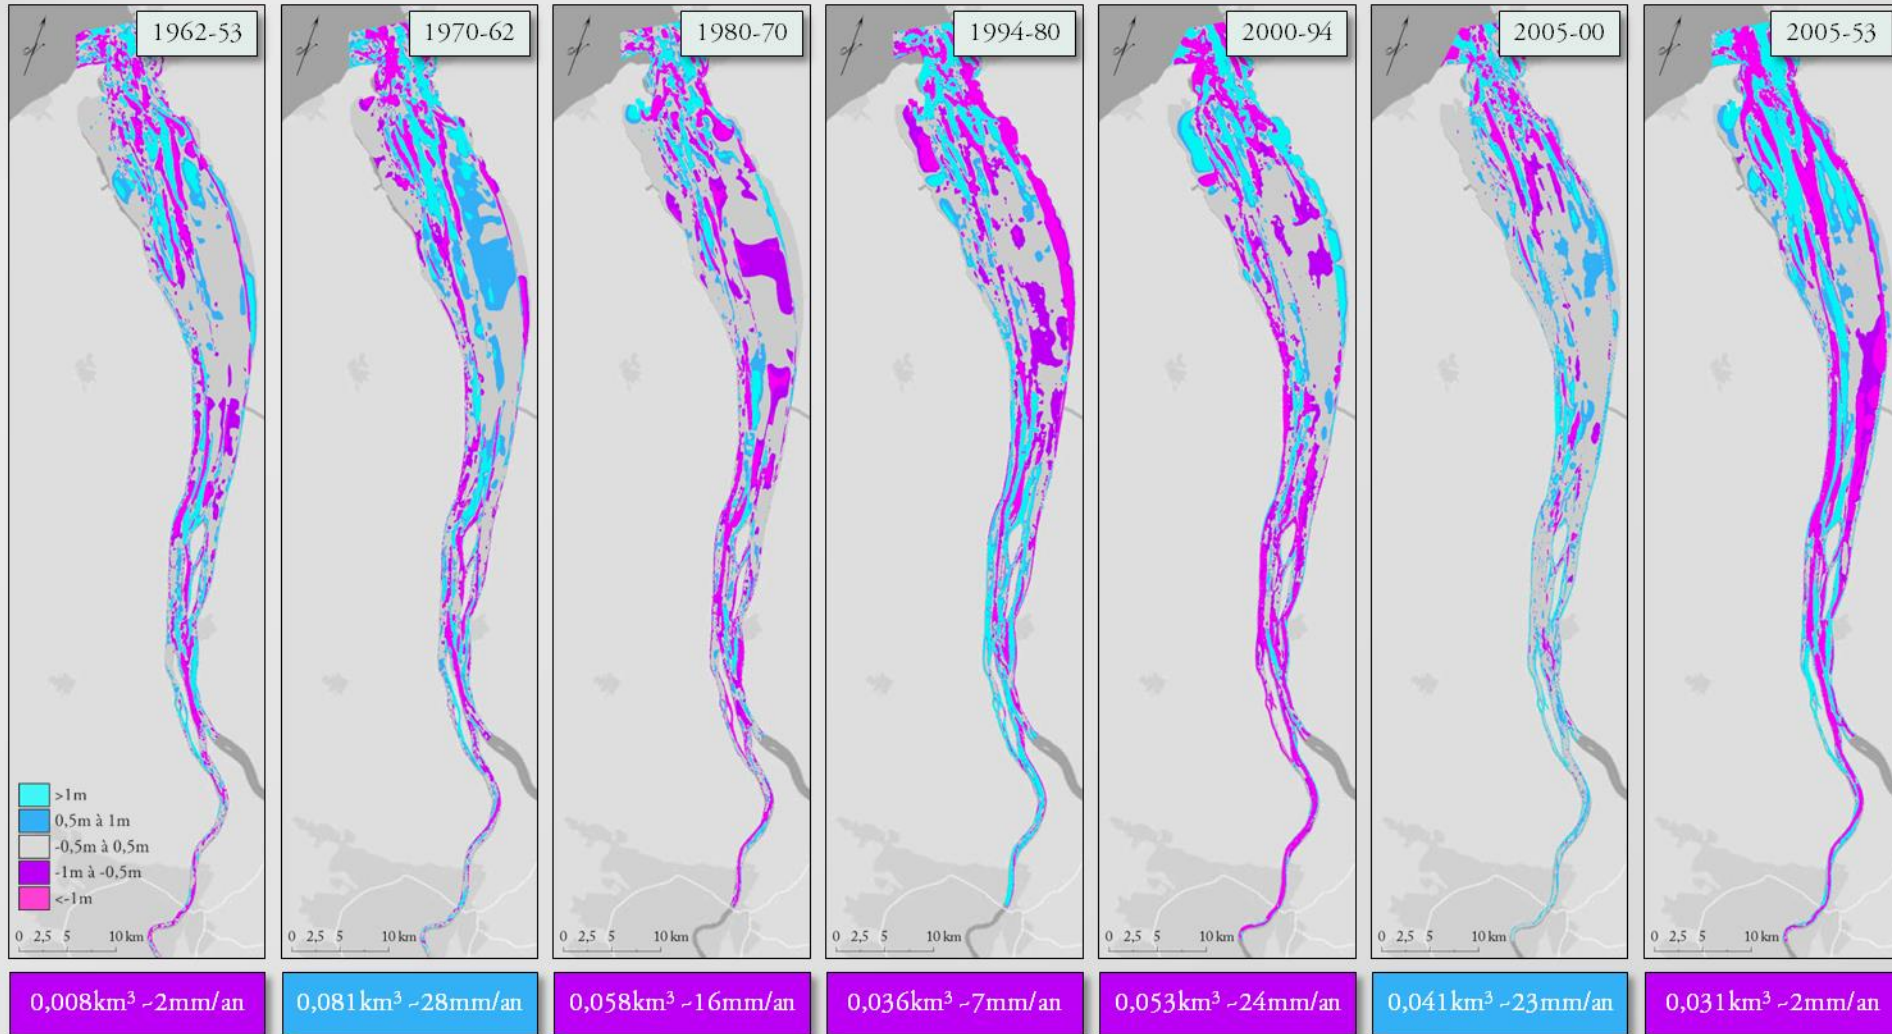 1962-53
1970-62
1980-70
1994-80
2000-94
2005-00
2005-53
>1m
0,5m à 1m
-0,5m à 0,5m
-1m à -0,5m
<-1m
0 2,5 5 10 km
0 2,5 5 10 km
0 2,5 5 10 km
0 2,5 5 10 km
0 2,5 5 10 km
0 2,5 5 10 km
0 2,5 5 10 km
0,008km³ ~2mm/an
0,081km³ ~28mm/an
0,058km³ ~16mm/an
0,036km³ ~7mm/an
0,053km³ ~24mm/an
0,041km³ ~23mm/an
0,031km³ ~2mm/an